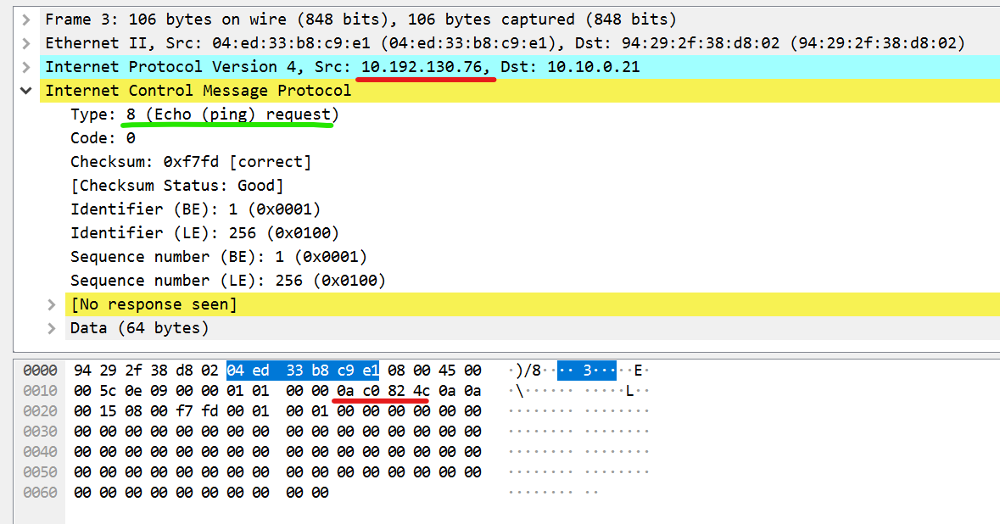 Frame 3: 106 bytes on wire (848 bits), 106 bytes captured (848 bits)
Ethernet II, Src: 04:ed:33:b8:c9:e1 (04:ed:33:b8:c9:e1), Dst: 94:29:2f:38:d8:02 (94:29:2f:38:d8:02)
Internet Protocol Version 4, Src: 10.192.130.76, Dst: 10.10.0.21
Internet Control Message Protocol
Type: 8 (Echo (ping) request)
Code: 0
Checksum: 0xf7fd [correct]
[Checksum Status: Good]
Identifier (BE): 1 (0x0001)
Identifier (LE): 256 (0x0100)
Sequence number (BE): 1 (0x0001)
Sequence number (LE): 256 (0x0100)
[No response seen]
Data (64 bytes)
0000 94 29 2f 38 d8 02 04 ed 33 b8 c9 e1 08 00 45 00 ·)/8···· 3·····E·
0010 00 5c 0e 09 00 00 01 01 00 00 0a c0 82 4c 0a 0a ·\······ ·····L··
0020 00 15 08 00 f7 fd 00 01 00 01 00 00 00 00 00 00 ········ ········
0030 00 00 00 00 00 00 00 00 00 00 00 00 00 00 00 00 ········ ········
0040 00 00 00 00 00 00 00 00 00 00 00 00 00 00 00 00 ········ ········
0050 00 00 00 00 00 00 00 00 00 00 00 00 00 00 00 00 ········ ········
0060 00 00 00 00 00 00 00 00 00 00 ········ ··